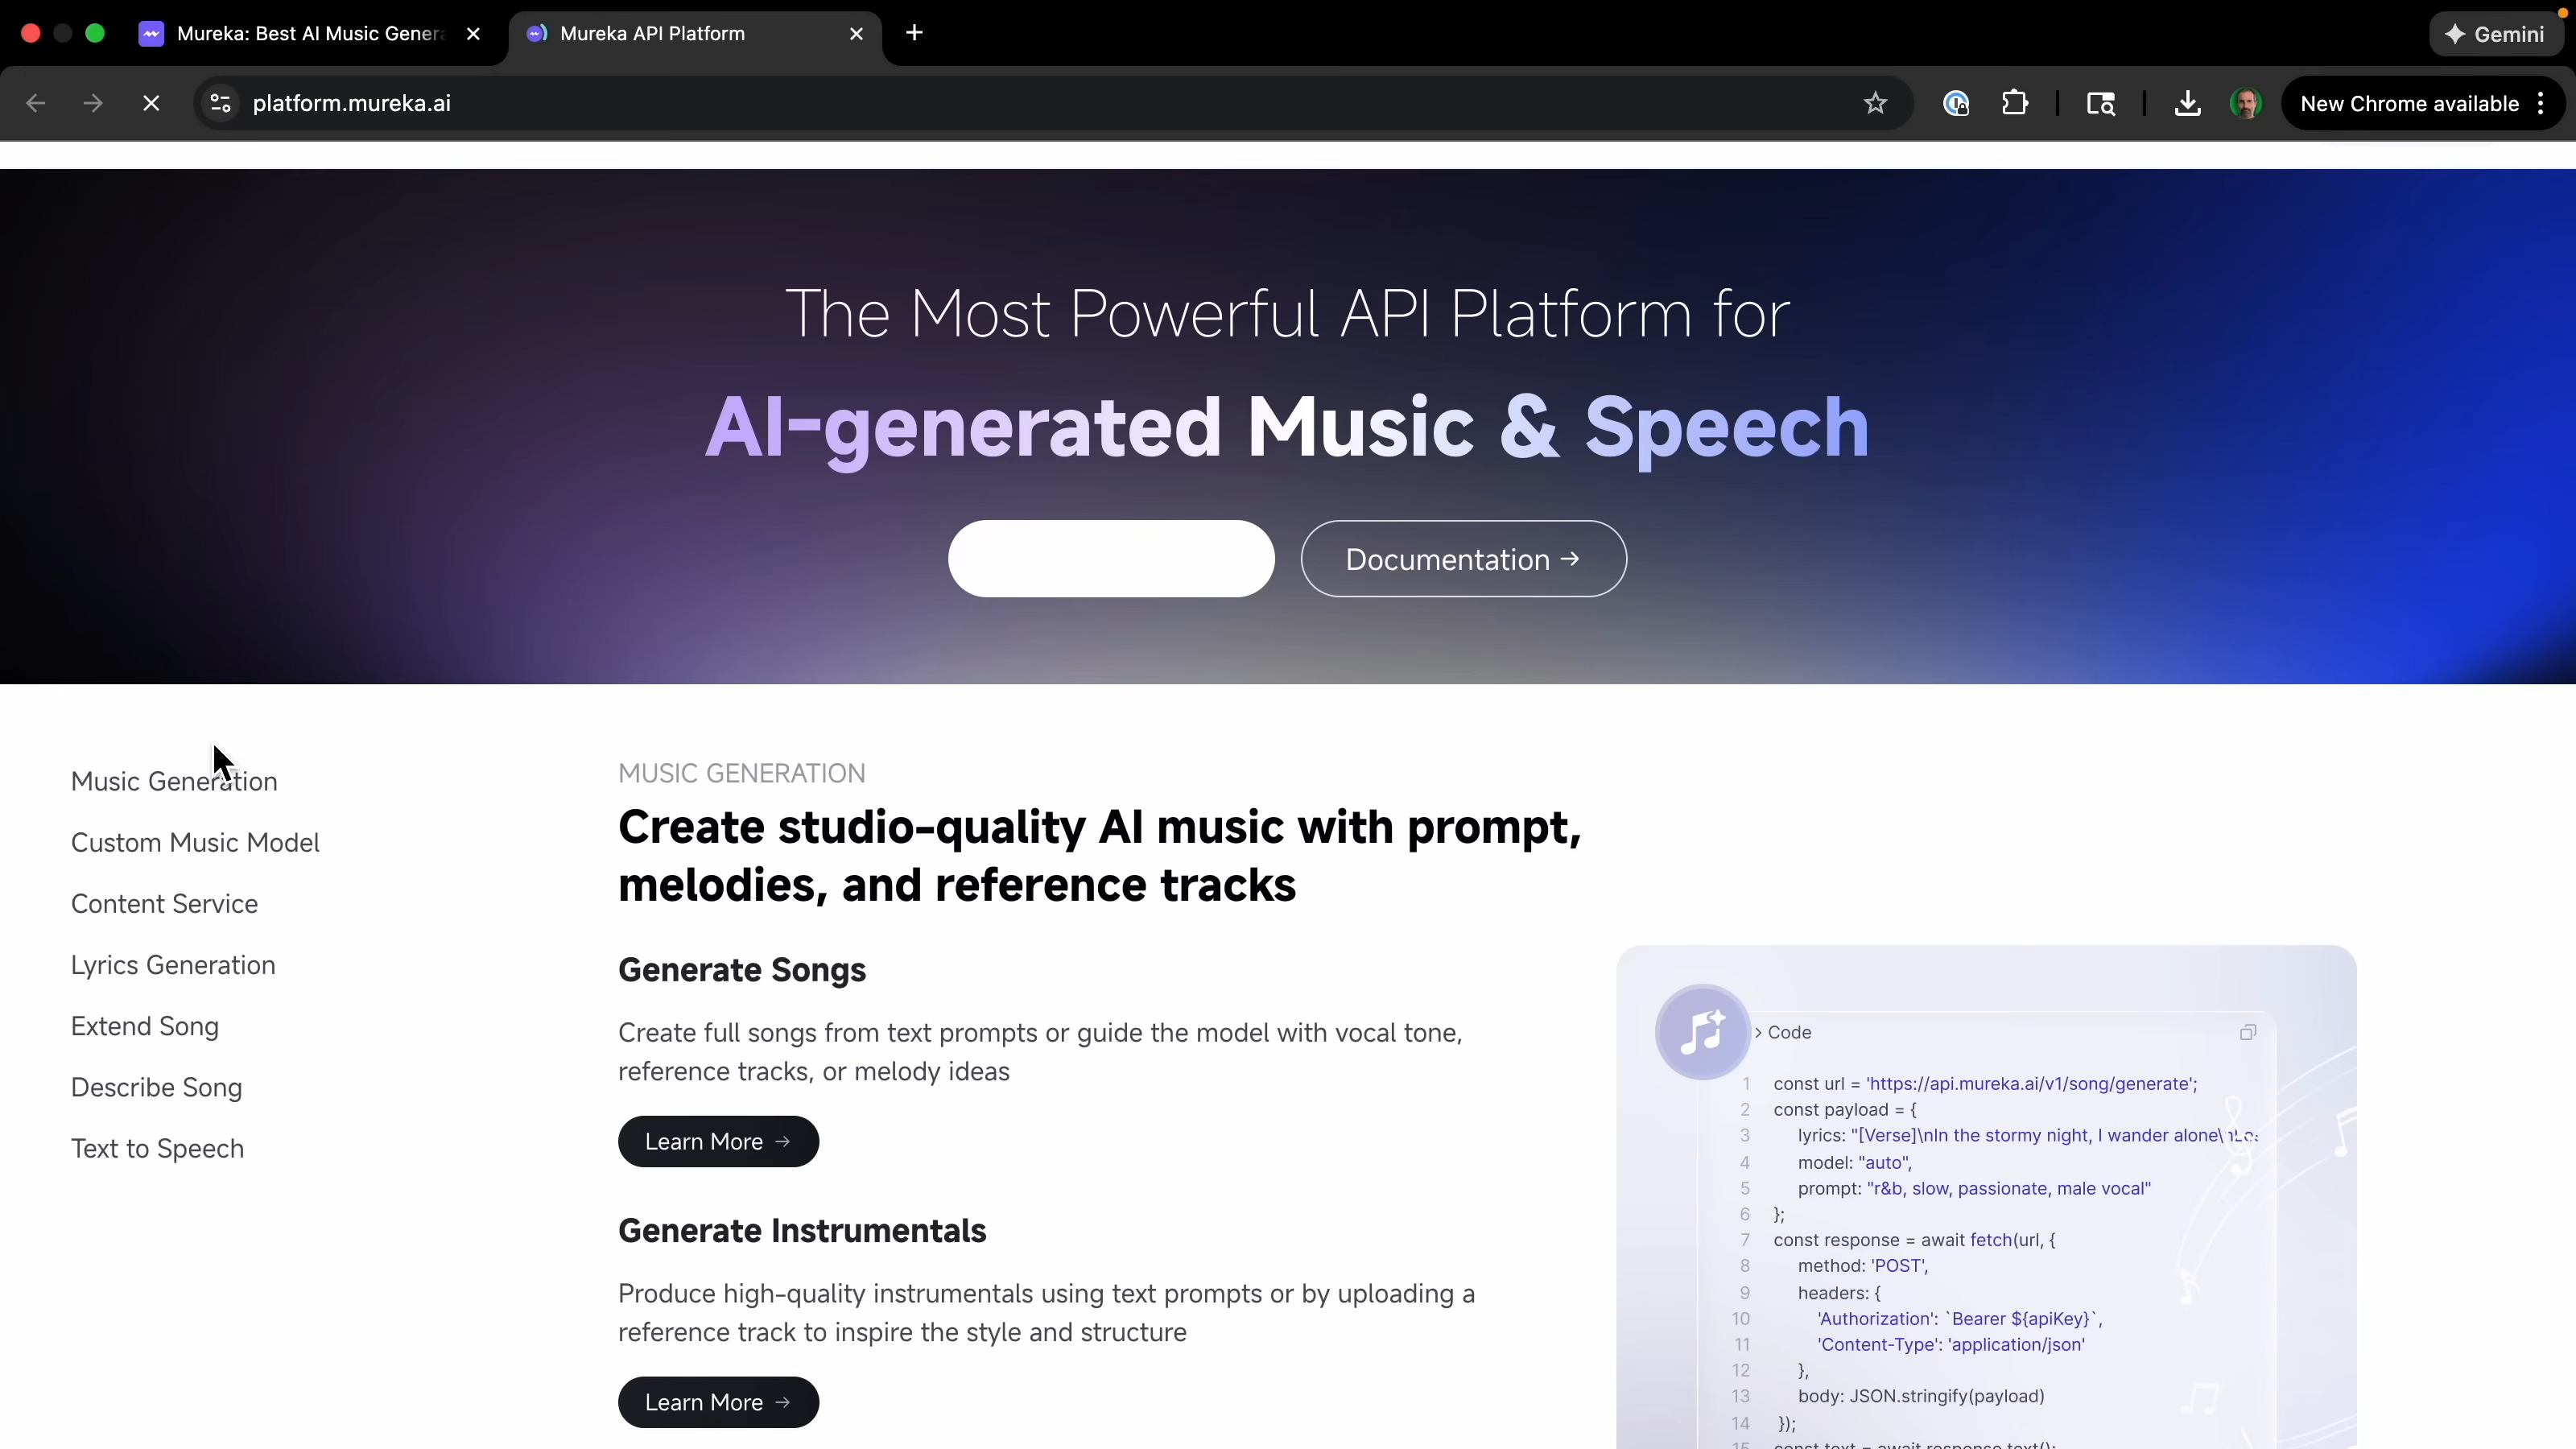 Mureka: Best AI Music Genera
Mureka API Platform
Gemini
platform.mureka.ai
New Chrome available
The Most Powerful API Platform for
AI-generated Music & Speech
Documentation →
Music Generation
Custom Music Model
Content Service
Lyrics Generation
Extend Song
Describe Song
Text to Speech
MUSIC GENERATION
Create studio-quality AI music with prompt,
melodies, and reference tracks
Generate Songs
Create full songs from text prompts or guide the model with vocal tone,
reference tracks, or melody ideas
Learn More →
Generate Instrumentals
Produce high-quality instrumentals using text prompts or by uploading a
reference track to inspire the style and structure
Learn More →
> Code
1 const url = 'https://api.mureka.ai/v1/song/generate';
2 const payload = {
3 lyrics: "[Verse]\nIn the stormy night, I wander alone\nLos
4 model: "auto",
5 prompt: "r&b, slow, passionate, male vocal"
6 };
7 const response = await fetch(url, {
8 method: 'POST',
9 headers: {
10 'Authorization': `Bearer ${apiKey}`,
11 'Content-Type': 'application/json'
12 },
13 body: JSON.stringify(payload)
14 });
15 const text = await response.text();